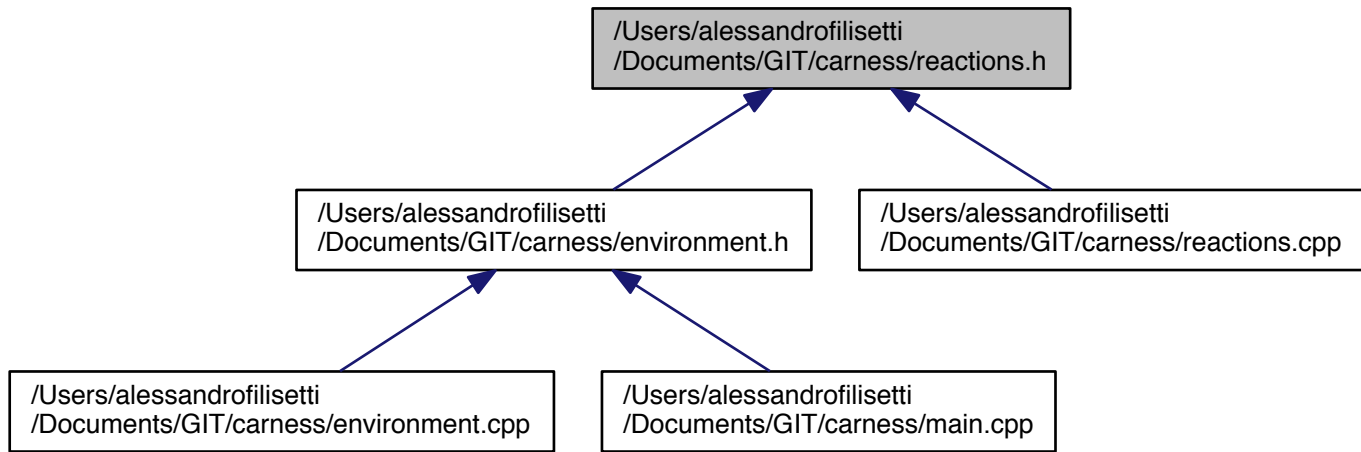 /Users/alessandrofilisetti
/Documents/GIT/carness/reactions.h
/Users/alessandrofilisetti
/Documents/GIT/carness/environment.h
/Users/alessandrofilisetti
/Documents/GIT/carness/reactions.cpp
/Users/alessandrofilisetti
/Documents/GIT/carness/environment.cpp
/Users/alessandrofilisetti
/Documents/GIT/carness/main.cpp